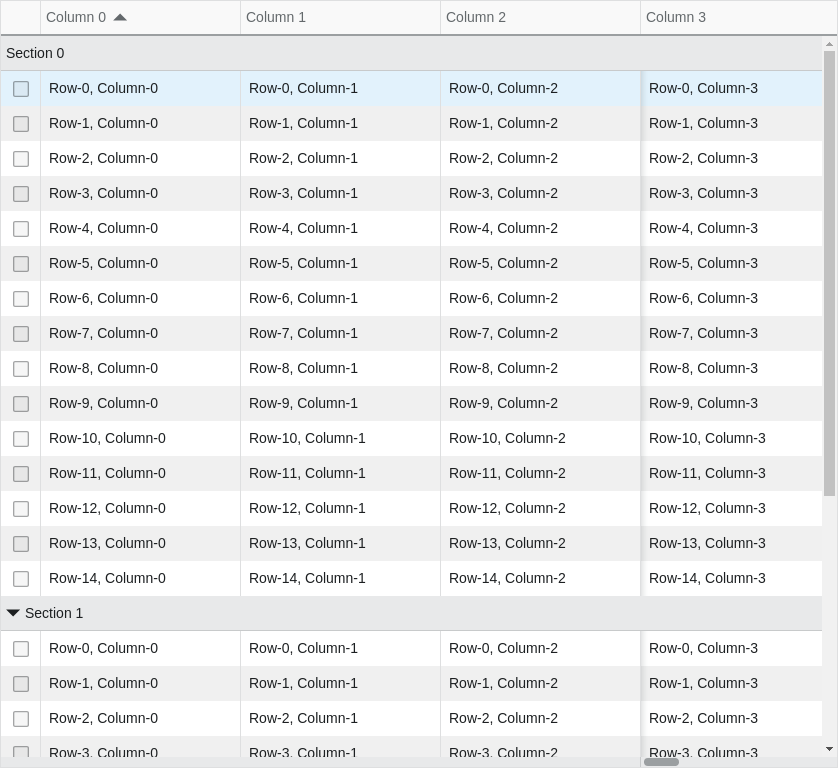 Column 0 Column 1 Column 2 Column 3
Section 0
Row-0, Column-0 Row-0, Column-1 Row-0, Column-2 Row-0, Column-3
Row-1, Column-0 Row-1, Column-1 Row-1, Column-2 Row-1, Column-3
Row-2, Column-0 Row-2, Column-1 Row-2, Column-2 Row-2, Column-3
Row-3, Column-0 Row-3, Column-1 Row-3, Column-2 Row-3, Column-3
Row-4, Column-0 Row-4, Column-1 Row-4, Column-2 Row-4, Column-3
Row-5, Column-0 Row-5, Column-1 Row-5, Column-2 Row-5, Column-3
Row-6, Column-0 Row-6, Column-1 Row-6, Column-2 Row-6, Column-3
Row-7, Column-0 Row-7, Column-1 Row-7, Column-2 Row-7, Column-3
Row-8, Column-0 Row-8, Column-1 Row-8, Column-2 Row-8, Column-3
Row-9, Column-0 Row-9, Column-1 Row-9, Column-2 Row-9, Column-3
Row-10, Column-0 Row-10, Column-1 Row-10, Column-2 Row-10, Column-3
Row-11, Column-0 Row-11, Column-1 Row-11, Column-2 Row-11, Column-3
Row-12, Column-0 Row-12, Column-1 Row-12, Column-2 Row-12, Column-3
Row-13, Column-0 Row-13, Column-1 Row-13, Column-2 Row-13, Column-3
Row-14, Column-0 Row-14, Column-1 Row-14, Column-2 Row-14, Column-3
Section 1
Row-0, Column-0 Row-0, Column-1 Row-0, Column-2 Row-0, Column-3
Row-1, Column-0 Row-1, Column-1 Row-1, Column-2 Row-1, Column-3
Row-2, Column-0 Row-2, Column-1 Row-2, Column-2 Row-2, Column-3
Row-3, Column-0 Row-3, Column-1 Row-3, Column-2 Row-3, Column-3